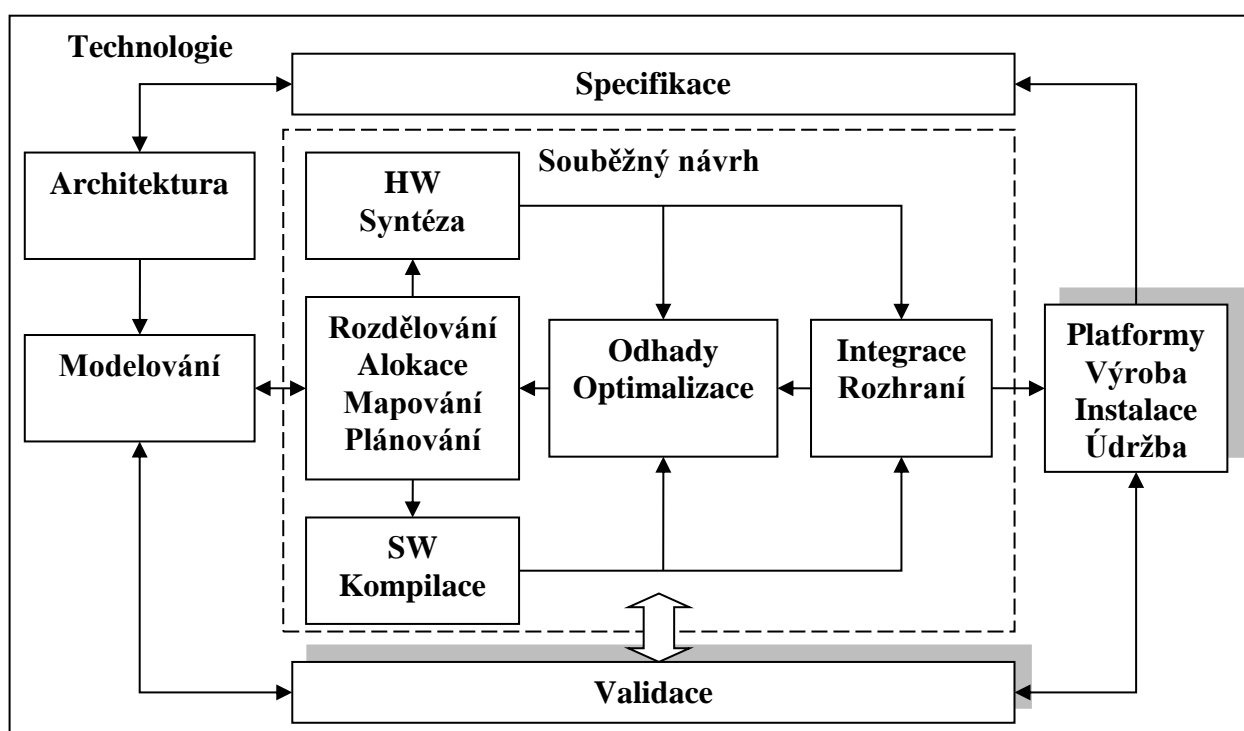 Technologie
Specifikace
Architektura
Souběžný návrh
HW
Syntéza
Modelování
Rozdělování
Alokace
Mapování
Plánování
Odhady
Optimalizace
Integrace
Rozhraní
Platformy
Výroba
Instalace
Údržba
SW
Kompilace
Validace